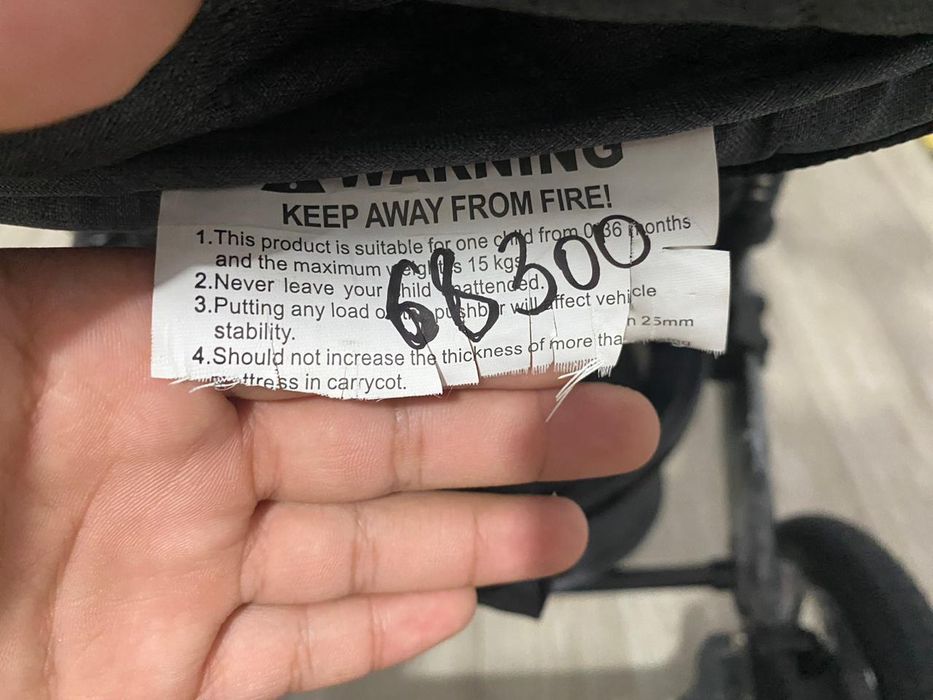 WARNING
KEEP AWAY FROM FIRE!
1.This product is suitable for one child from 0-36 months
and the maximum weight is 15 kgs
2.Never leave your child unattended.
3.Putting any load on the pushbar will affect vehicle
stability.
4.Should not increase the thickness of more than 25mm
mattress in carrycot.
68300